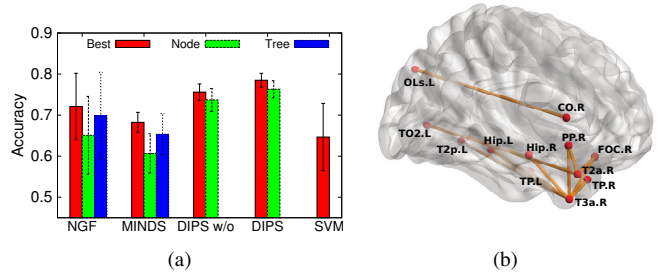 0.9
Best Node Tree
0.8
0.7
0.6
0.5
Accuracy
NGF MINDS DIPS w/o DIPS SVM
(a)
OLs.L
CO.R
TO2.L
T2p.L
Hip.L
Hip.R
PP.R
FOC.R
T2a.R
TP.L
TP.R
T3a.R
(b)